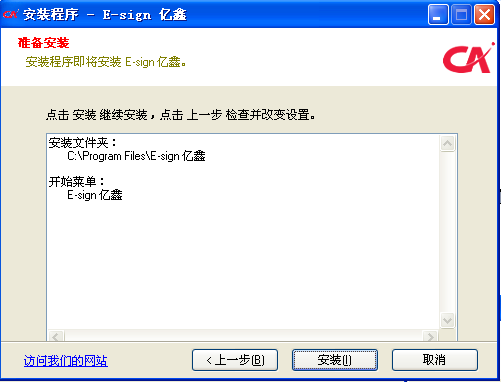 安装程序 - E-sign 亿鑫
准备安装
安装程序即将安装 E-sign 亿鑫。
CA
点击 安装 继续安装，点击 上一步 检查并改变设置。
安装文件夹：
C:\Program Files\E-sign 亿鑫
开始菜单：
E-sign 亿鑫
访问我们的网站
< 上一步(B)
安装(I)
取消